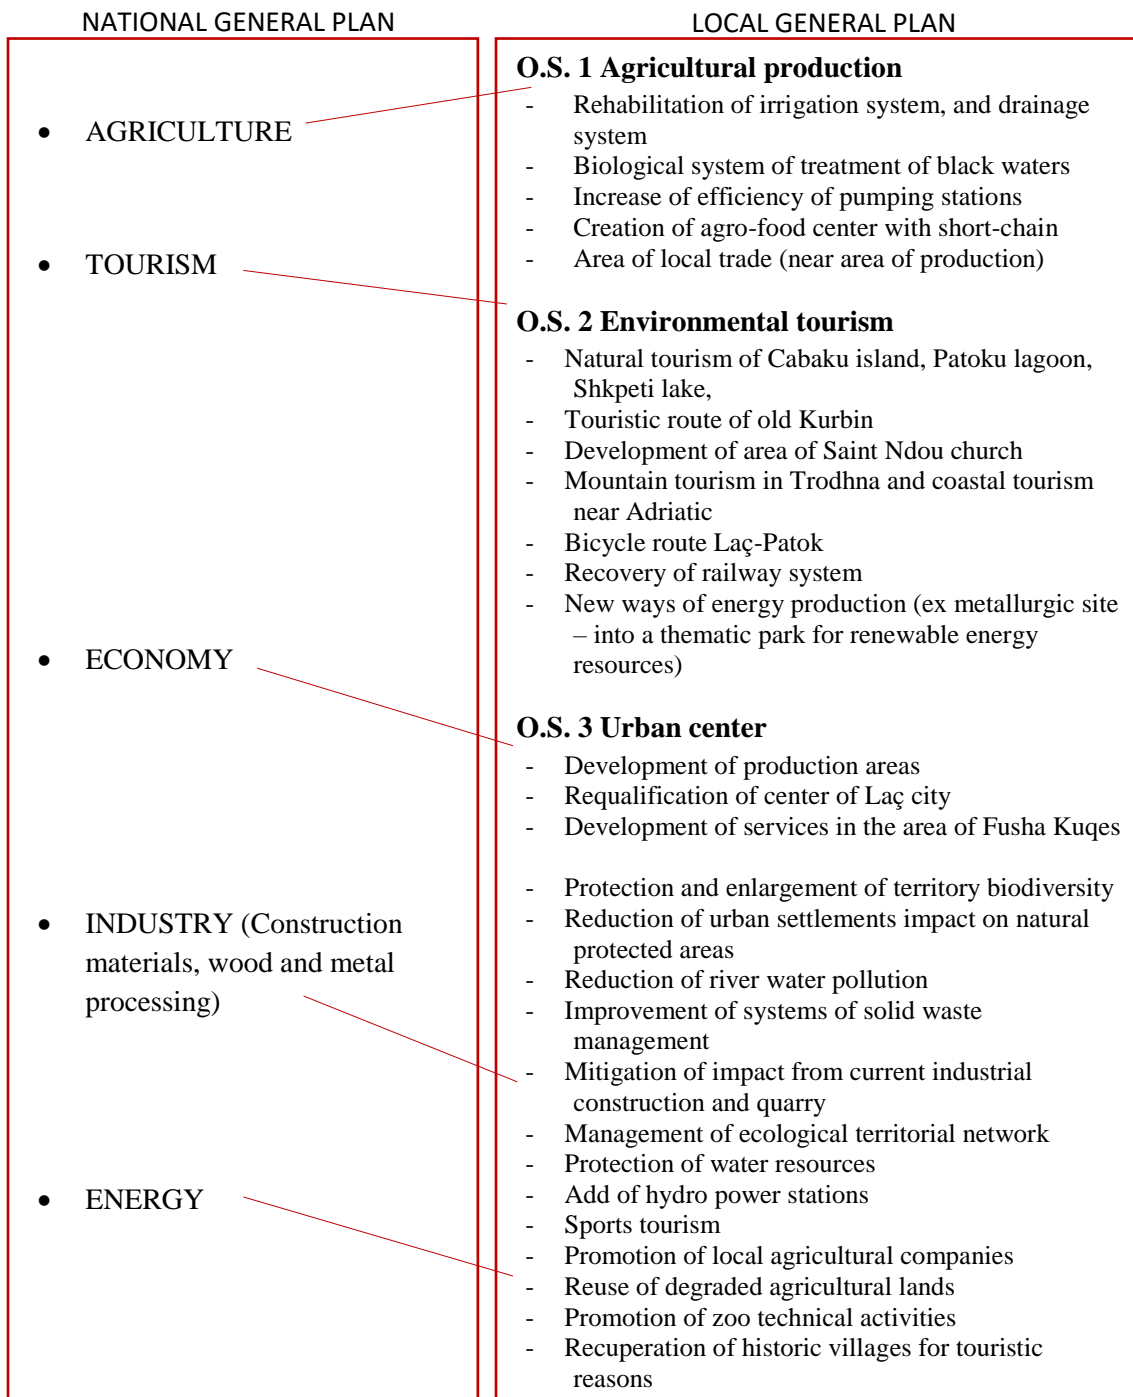 NATIONAL GENERAL PLAN
• AGRICULTURE
• TOURISM
• ECONOMY
• INDUSTRY (Construction
materials, wood and metal
processing)
• ENERGY
LOCAL GENERAL PLAN
O.S. 1 Agricultural production
- Rehabilitation of irrigation system, and drainage
system
- Biological system of treatment of black waters
- Increase of efficiency of pumping stations
- Creation of agro-food center with short-chain
- Area of local trade (near area of production)
O.S. 2 Environmental tourism
- Natural tourism of Cabaku island, Patoku lagoon,
Shkpeti lake,
- Touristic route of old Kurbin
- Development of area of Saint Ndou church
- Mountain tourism in Trodhna and coastal tourism
near Adriatic
- Bicycle route Laç-Patok
- Recovery of railway system
- New ways of energy production (ex metallurgic site
– into a thematic park for renewable energy
resources)
O.S. 3 Urban center
- Development of production areas
- Requalification of center of Laç city
- Development of services in the area of Fusha Kuqes
- Protection and enlargement of territory biodiversity
- Reduction of urban settlements impact on natural
protected areas
- Reduction of river water pollution
- Improvement of systems of solid waste
management
- Mitigation of impact from current industrial
construction and quarry
- Management of ecological territorial network
- Protection of water resources
- Add of hydro power stations
- Sports tourism
- Promotion of local agricultural companies
- Reuse of degraded agricultural lands
- Promotion of zoo technical activities
- Recuperation of historic villages for touristic
reasons